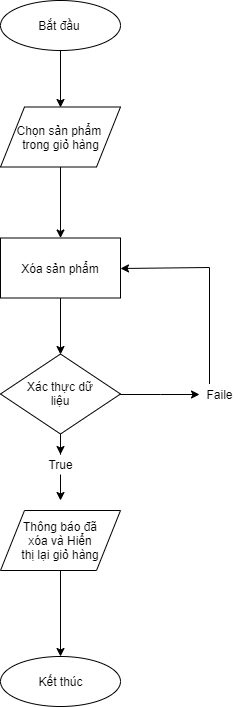 Bắt đầu
Chọn sản phẩm
trong giỏ hàng
Xóa sản phẩm
Xác thực dữ
liệu
Faile
True
Thông báo đã
xóa và Hiển
thị lại giỏ hàng
Kết thúc